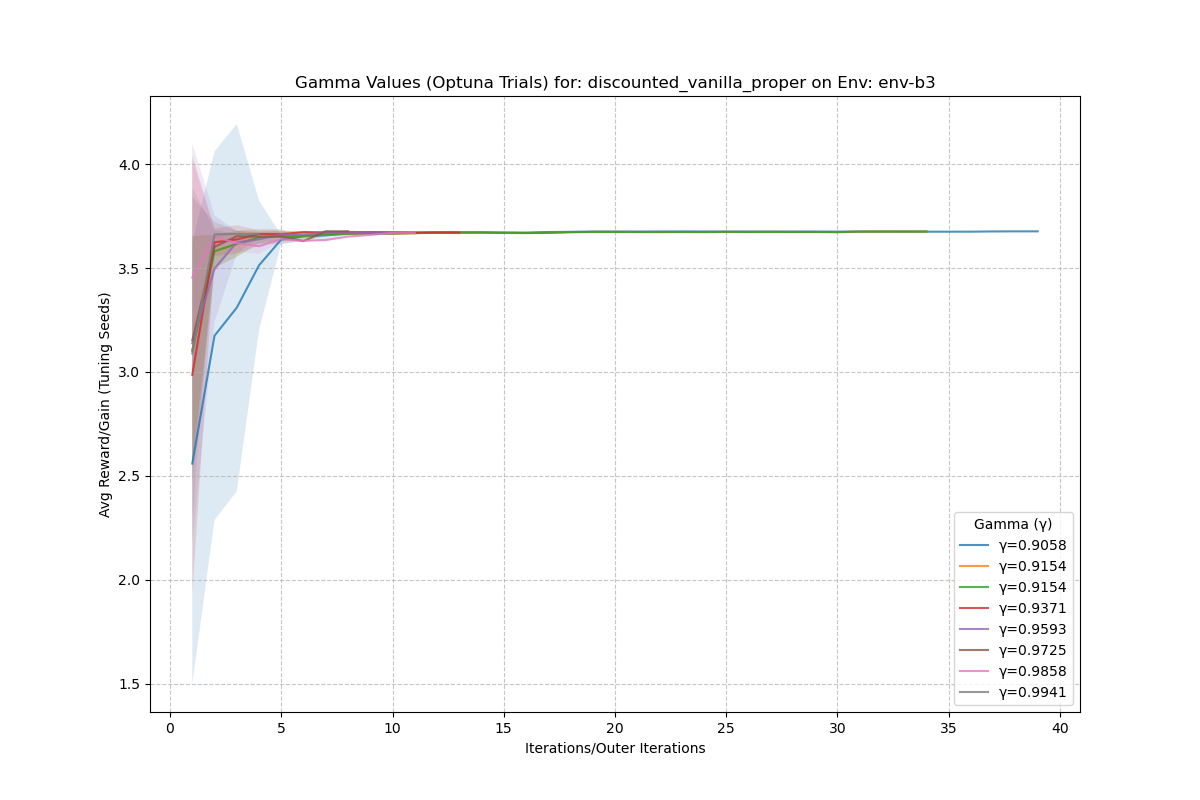 Gamma Values (Optuna Trials) for: discounted_vanilla_proper on Env: env-b3
Avg Reward/Gain (Tuning Seeds)
4.0
3.5
3.0
2.5
2.0
1.5
0
5
10
15
20
25
30
35
40
Iterations/Outer Iterations
Gamma (γ)
γ=0.9058
γ=0.9154
γ=0.9154
γ=0.9371
γ=0.9593
γ=0.9725
γ=0.9858
γ=0.9941